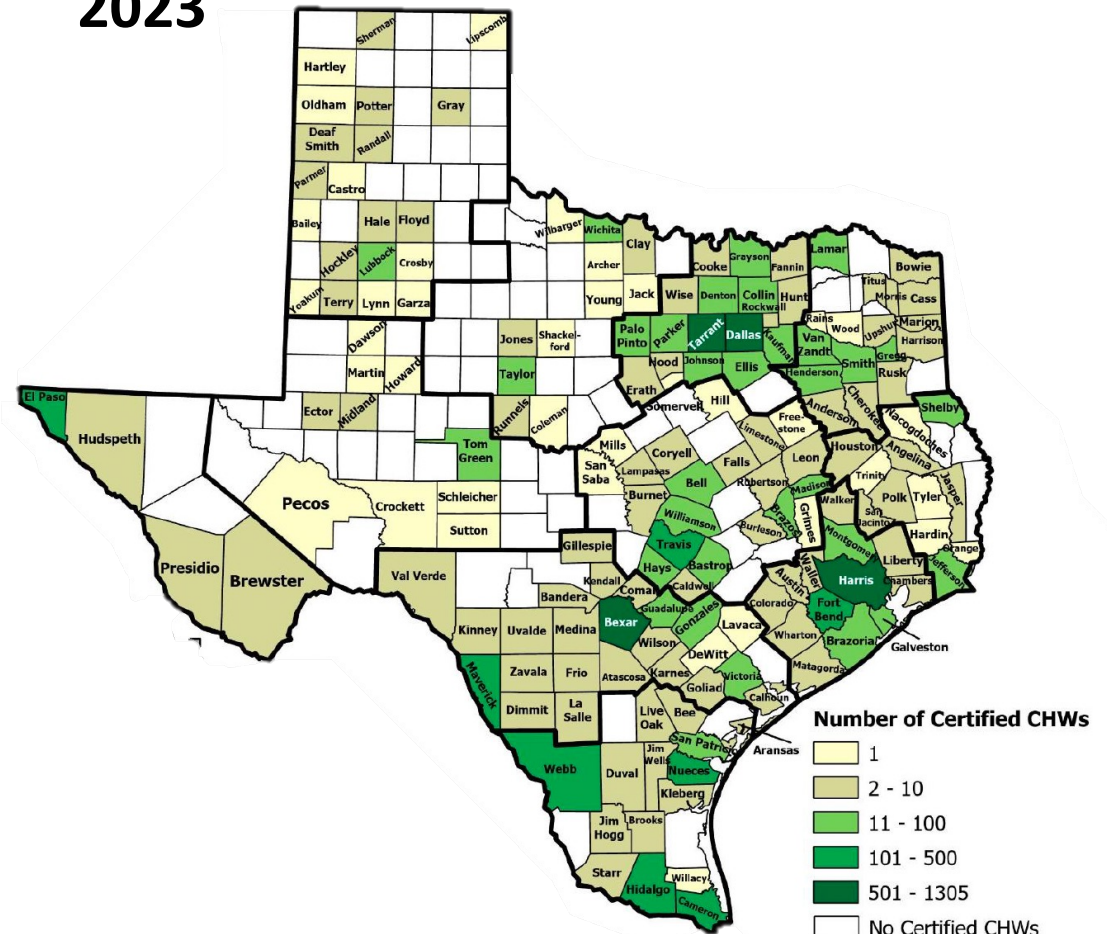 2023
Sherman
Lipscomb
Hartley
Oldham
Potter
Gray
Deaf
Smith
Randall
Parmer
Castro
Bailey
Hale
Floyd
Hockley
Lubbock
Crosby
Yoakum
Terry
Lynn
Garza
Wilbarger
Wichita
Clay
Archer
Young
Jack
Cooke
Grayson
Fannin
Lamar
Bowie
Wise
Denton
Collin
Hunt
Rockwall
Titus
Morris
Cass
Dawson
Martin
Howard
Jones
Shackel-
ford
Taylor
Palo
Pinto
Parker
Tarrant
Dallas
Kaufman
Rains
Wood
Upshur
Marion
Harrison
Van
Zandt
Smith
Gregg
Hood
Johnson
Ellis
Henderson
Rusk
Erath
Somervell
Hill
El Paso
Hudspeth
Ector
Midland
Runnels
Coleman
Tom
Green
Mills
Limestone
Free-
stone
Anderson
Cherokee
Nacogdoches
Shelby
San
Saba
Lampasas
Coryell
Falls
Leon
Houston
Angelina
Pecos
Crockett
Schleicher
Sutton
Burnet
Bell
Robertson
Madison
Trinity
Polk
Tyler
Jasper
Walker
San
Jacinto
Williamson
Brazos
Grimes
Burleson
Travis
Hays
Bastrop
Montgomery
Hardin
Orange
Liberty
Jefferson
Chambers
Presidio
Brewster
Val Verde
Gillespie
Kendall
Comal
Caldwell
Bandera
Austin
Waller
Harris
Colorado
Fort
Bend
Kinney
Uvalde
Medina
Bexar
Guadalupe
Gonzales
Lavaca
Wharton
Brazoria
Galveston
Wilson
DeWitt
Maverick
Zavala
Frio
Atascosa
Karnes
Victoria
Matagorda
Goliad
Calhoun
Dimmit
La
Salle
Live
Oak
Bee
San Patricio
Aransas
Webb
Duval
Jim
Wells
Nueces
Kleberg
Jim
Hogg
Brooks
Starr
Hidalgo
Willacy
Cameron
Number of Certified CHWs
1
2 - 10
11 - 100
101 - 500
501 - 1305
No Certified CHWs